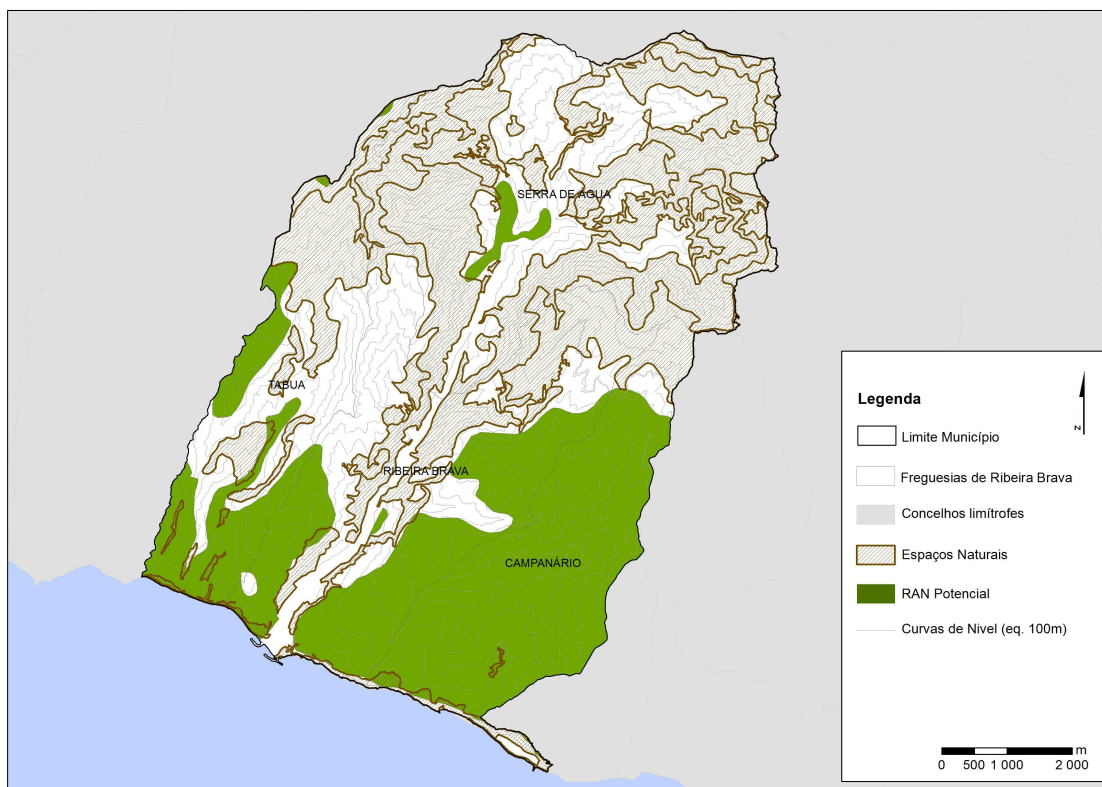 SERRA DE ÁGUA
TABUA
RIBEIRA BRAVA
CAMPANÁRIO
Legenda
N
Limite Município
Freguesias de Ribeira Brava
Concelhos limítrofes
Espaços Naturais
RAN Potencial
Curvas de Nivel (eq. 100m)
m
0 500 1 000 2 000